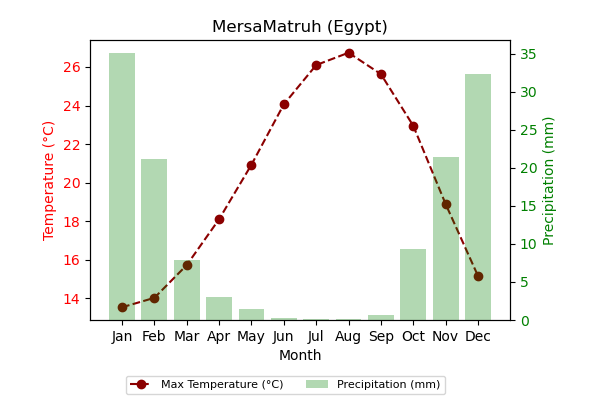 MersaMatruh (Egypt)
26
24
22
20
18
16
14
Temperature (°C)
35
30
25
20
15
10
5
0
Precipitation (mm)
Jan Feb Mar Apr May Jun Jul Aug Sep Oct Nov Dec
Month
Max Temperature (°C) Precipitation (mm)